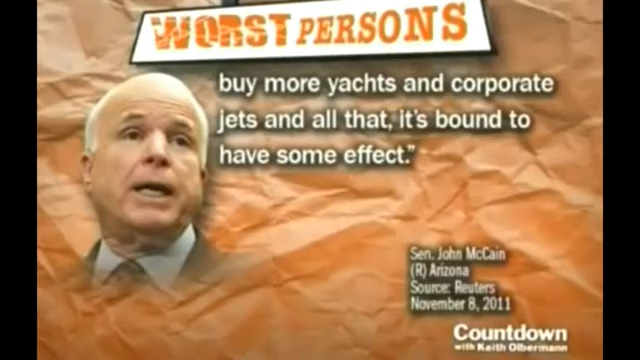 WORST PERSONS
buy more yachts and corporate
jets and all that, it's bound to
have some effect."
Sen. John McCain
(R) Arizona
Source: Reuters
November 8, 2011
Countdown
with Keith Olbermann